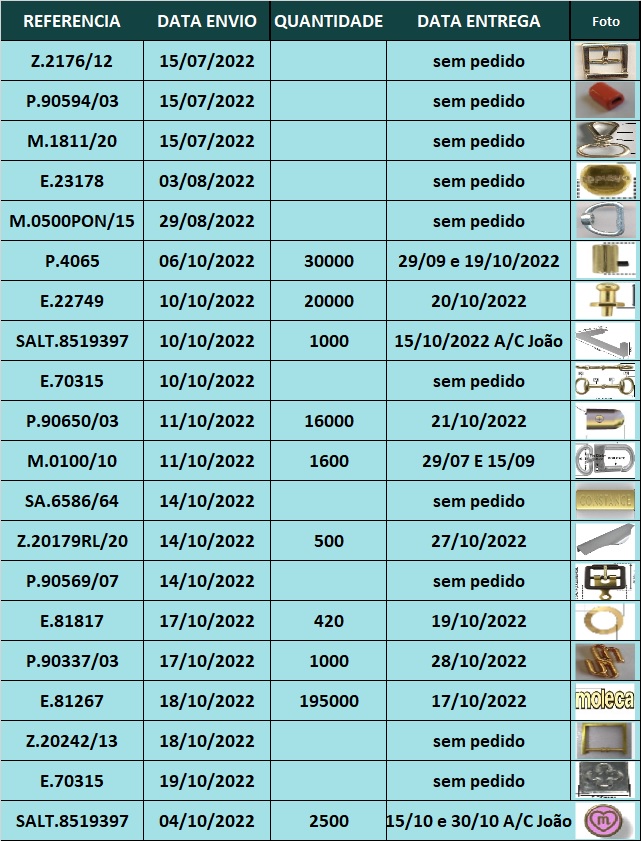 REFERENCIA DATA ENVIO QUANTIDADE DATA ENTREGA Foto
Z.2176/12 15/07/2022 sem pedido
P.90594/03 15/07/2022 sem pedido
M.1811/20 15/07/2022 sem pedido
E.23178 03/08/2022 sem pedido
M.0500PON/15 29/08/2022 sem pedido
P.4065 06/10/2022 30000 29/09 e 19/10/2022
E.22749 10/10/2022 20000 20/10/2022
SALT.8519397 10/10/2022 1000 15/10/2022 A/C João
E.70315 10/10/2022 sem pedido
P.90650/03 11/10/2022 16000 21/10/2022
M.0100/10 11/10/2022 1600 29/07 E 15/09
SA.6586/64 14/10/2022 sem pedido CONSTANCE
Z.20179RL/20 14/10/2022 500 27/10/2022
P.90569/07 14/10/2022 sem pedido
E.81817 17/10/2022 420 19/10/2022
P.90337/03 17/10/2022 1000 28/10/2022
E.81267 18/10/2022 195000 17/10/2022 moleca
Z.20242/13 18/10/2022 sem pedido
E.70315 19/10/2022 sem pedido
SALT.8519397 04/10/2022 2500 15/10 e 30/10 A/C João m